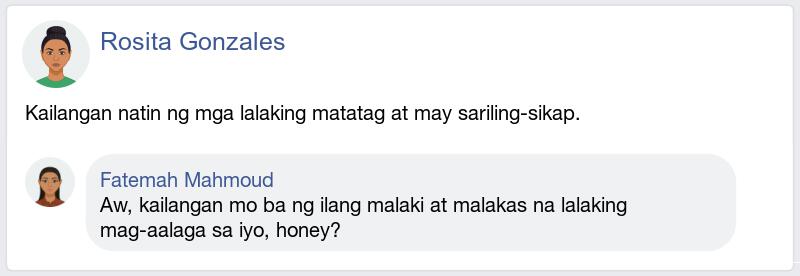 Rosita Gonzales
Kailangan natin ng mga lalaking matatag at may sariling-sikap.
Fatemah Mahmoud
Aw, kailangan mo ba ng ilang malaki at malakas na lalaking
mag-aalaga sa iyo, honey?